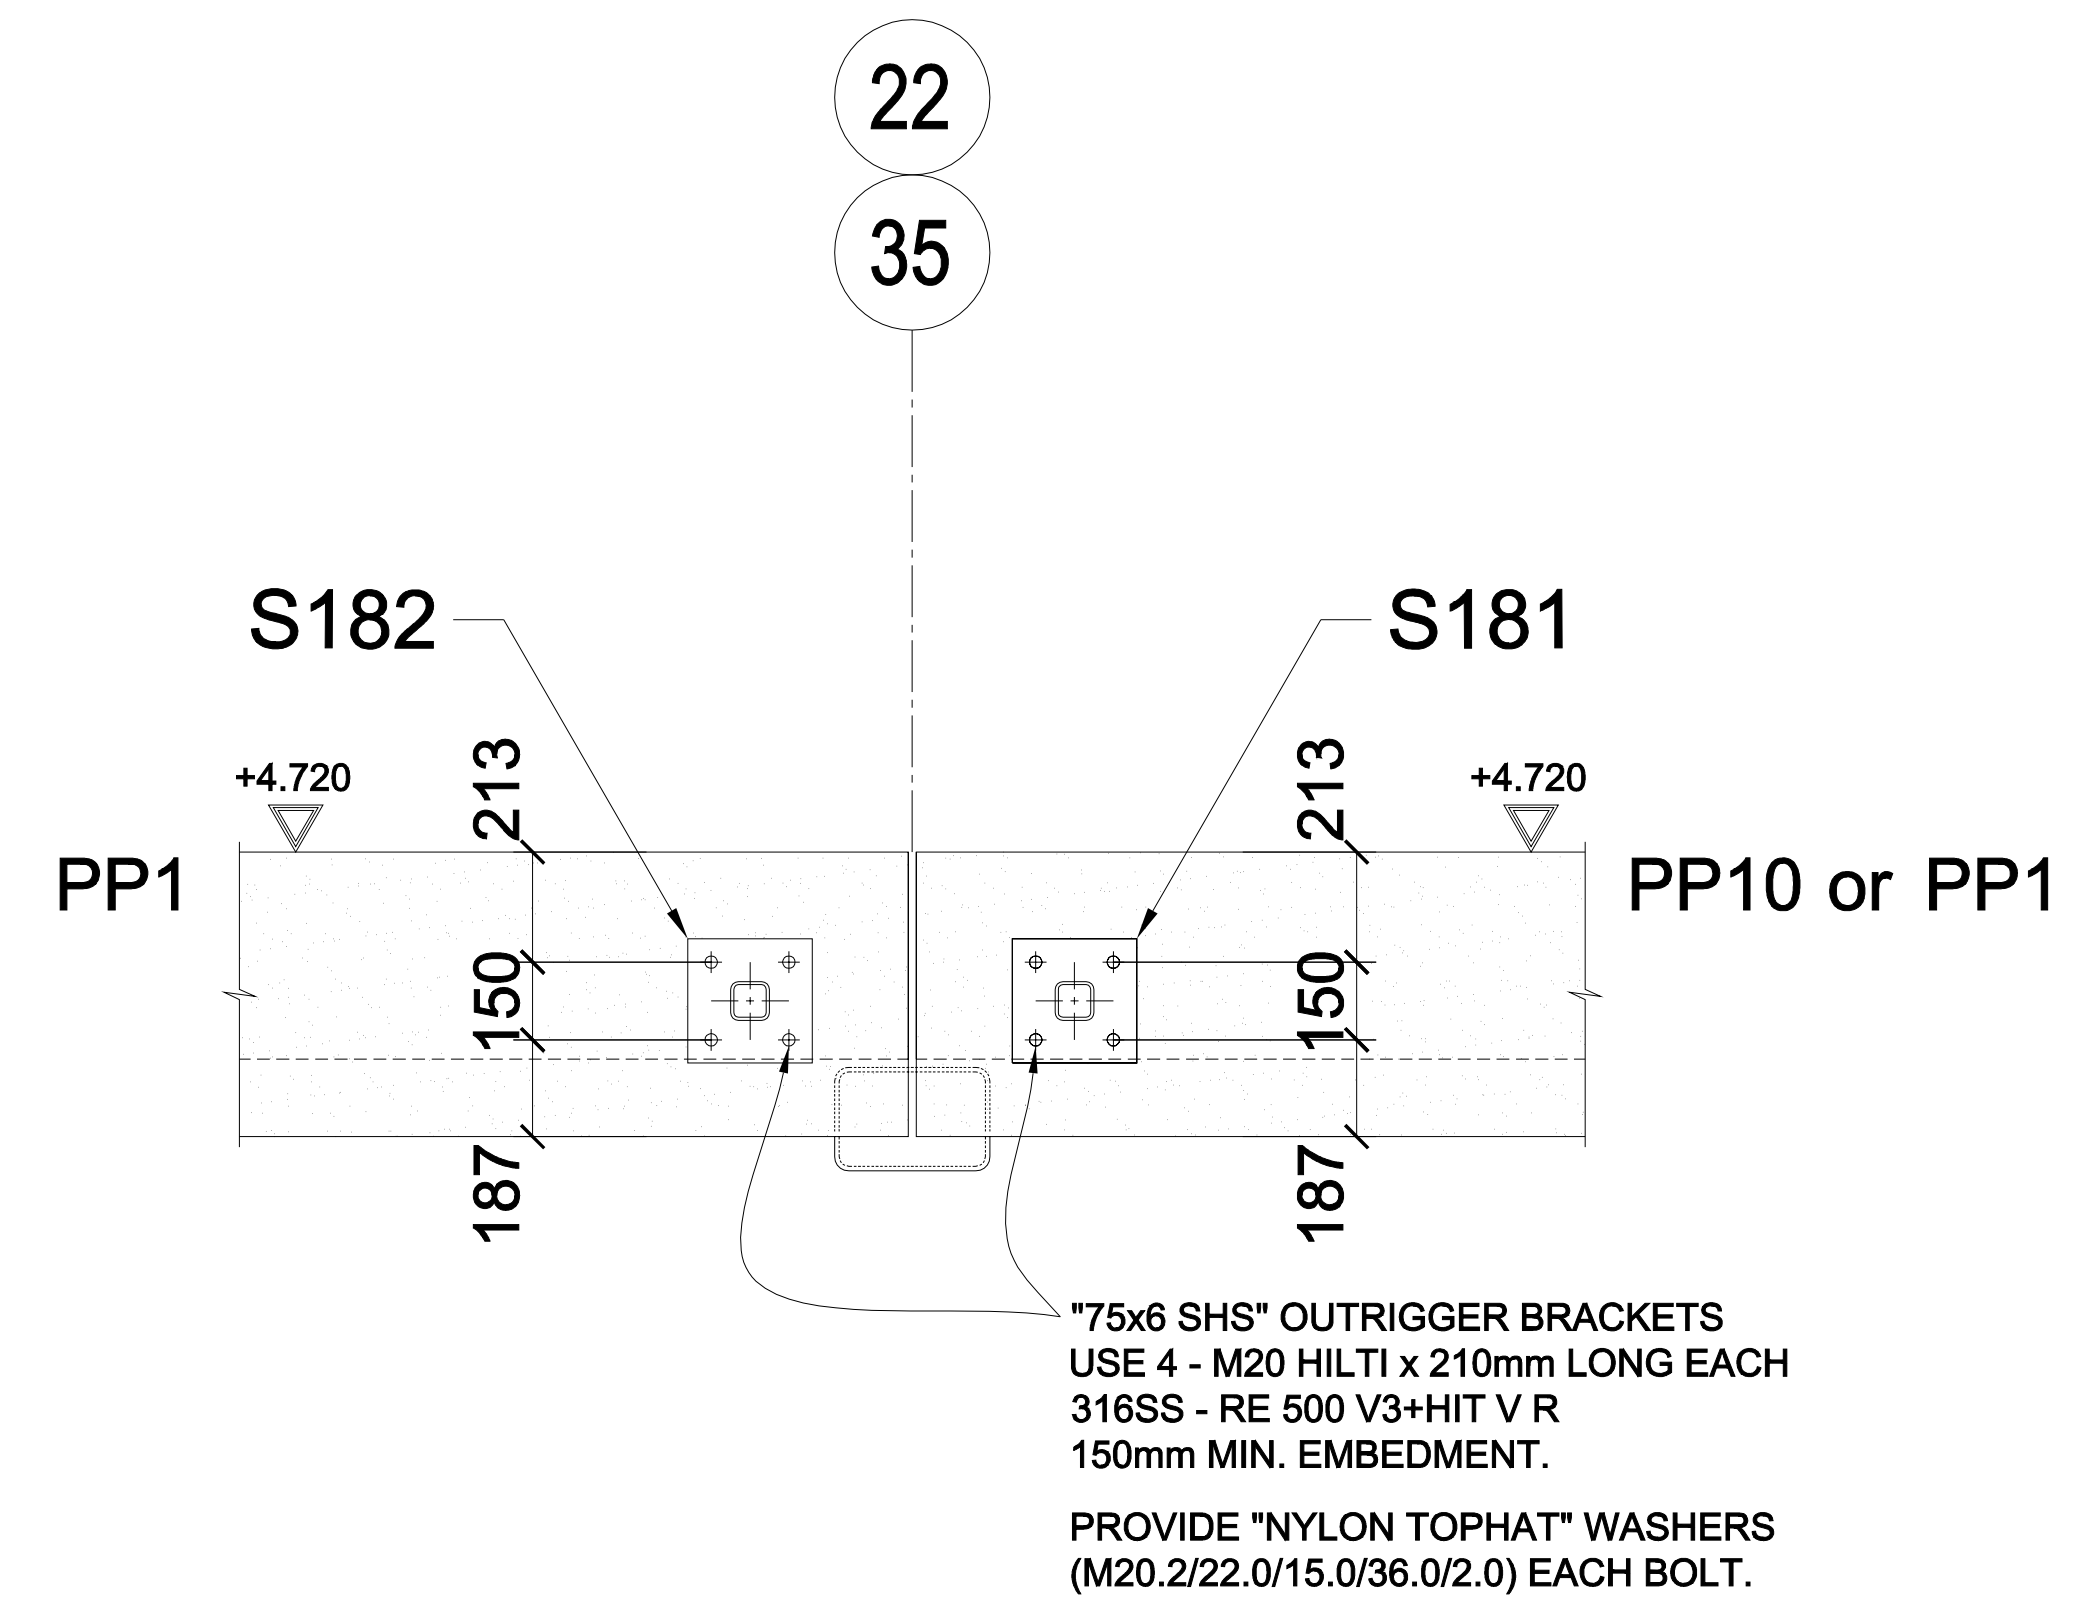 22
35
S182
S181
213
213
+4.720
+4.720
PP1
PP10 or PP1
150
150
187
187
"75x6 SHS" OUTRIGGER BRACKETS
USE 4 - M20 HILTI x 210mm LONG EACH
316SS - RE 500 V3+HIT V R
150mm MIN. EMBEDMENT.
PROVIDE "NYLON TOPHAT" WASHERS
(M20.2/22.0/15.0/36.0/2.0) EACH BOLT.